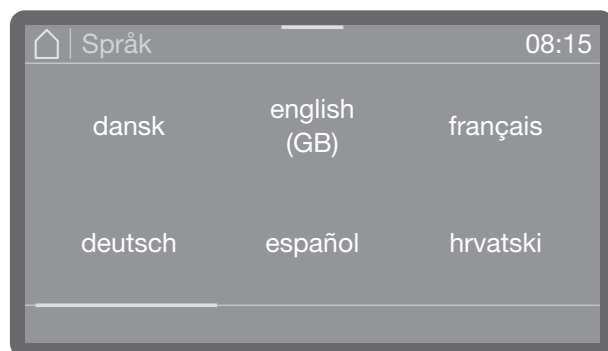 Språk 08:15
dansk english (GB) français
deutsch español hrvatski